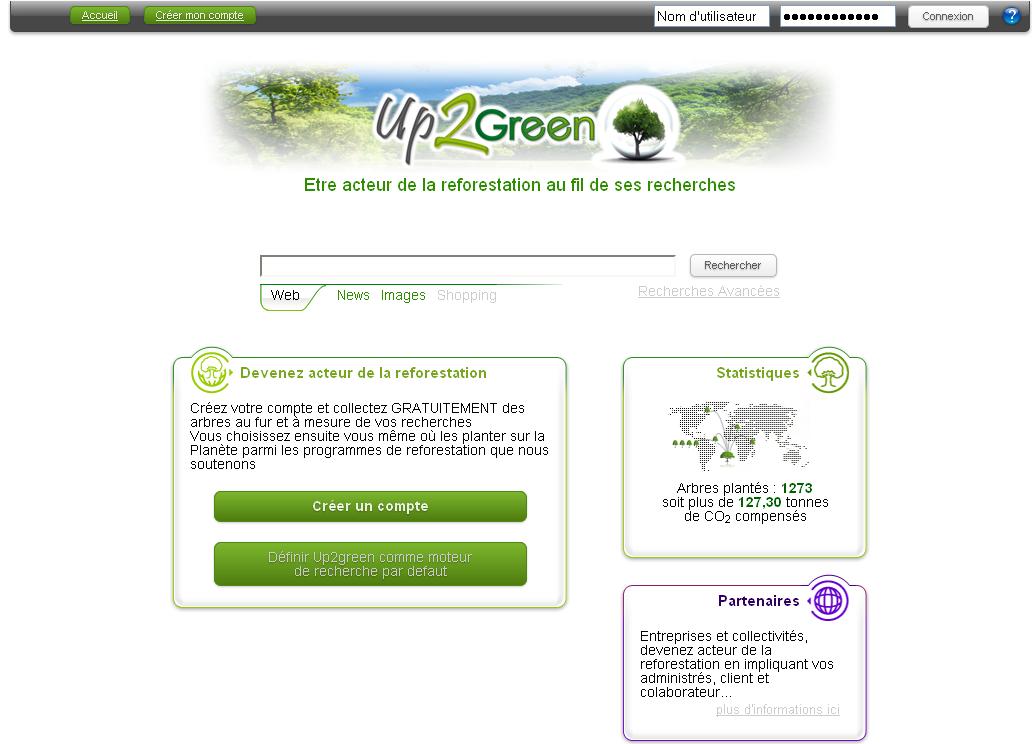 Accueil Créer mon compte Nom d'utilisateur •••••••••••• Connexion ?
Up2Green
Etre acteur de la reforestation au fil de ses recherches
Rechercher
Web News Images Shopping Recherches Avancées
Devenez acteur de la reforestation
Créez votre compte et collectez GRATUITEMENT des
arbres au fur et à mesure de vos recherches
Vous choisissez ensuite vous même où les planter sur la
Planète parmi les programmes de reforestation que nous
soutenons
Créer un compte
Définir Up2green comme moteur
de recherche par defaut
Statistiques
Arbres plantés : 1273
soit plus de 127,30 tonnes
de CO2 compensés
Partenaires
Entreprises et collectivités,
devenez acteur de la
reforestation en impliquant vos
administrés, client et
colaborateur...
plus d'informations ici